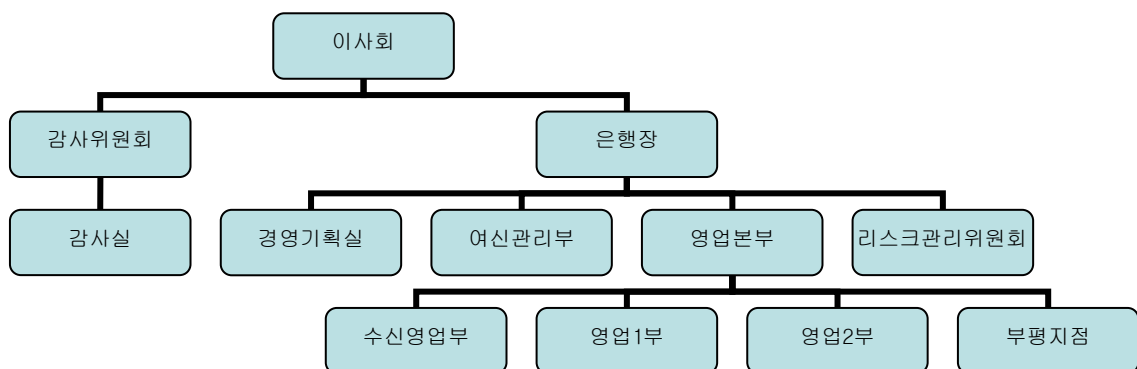 이사회
감사위원회
은행장
감사실
경영기획실
여신관리부
영업본부
리스크관리위원회
수신영업부
영업1부
영업2부
부평지점